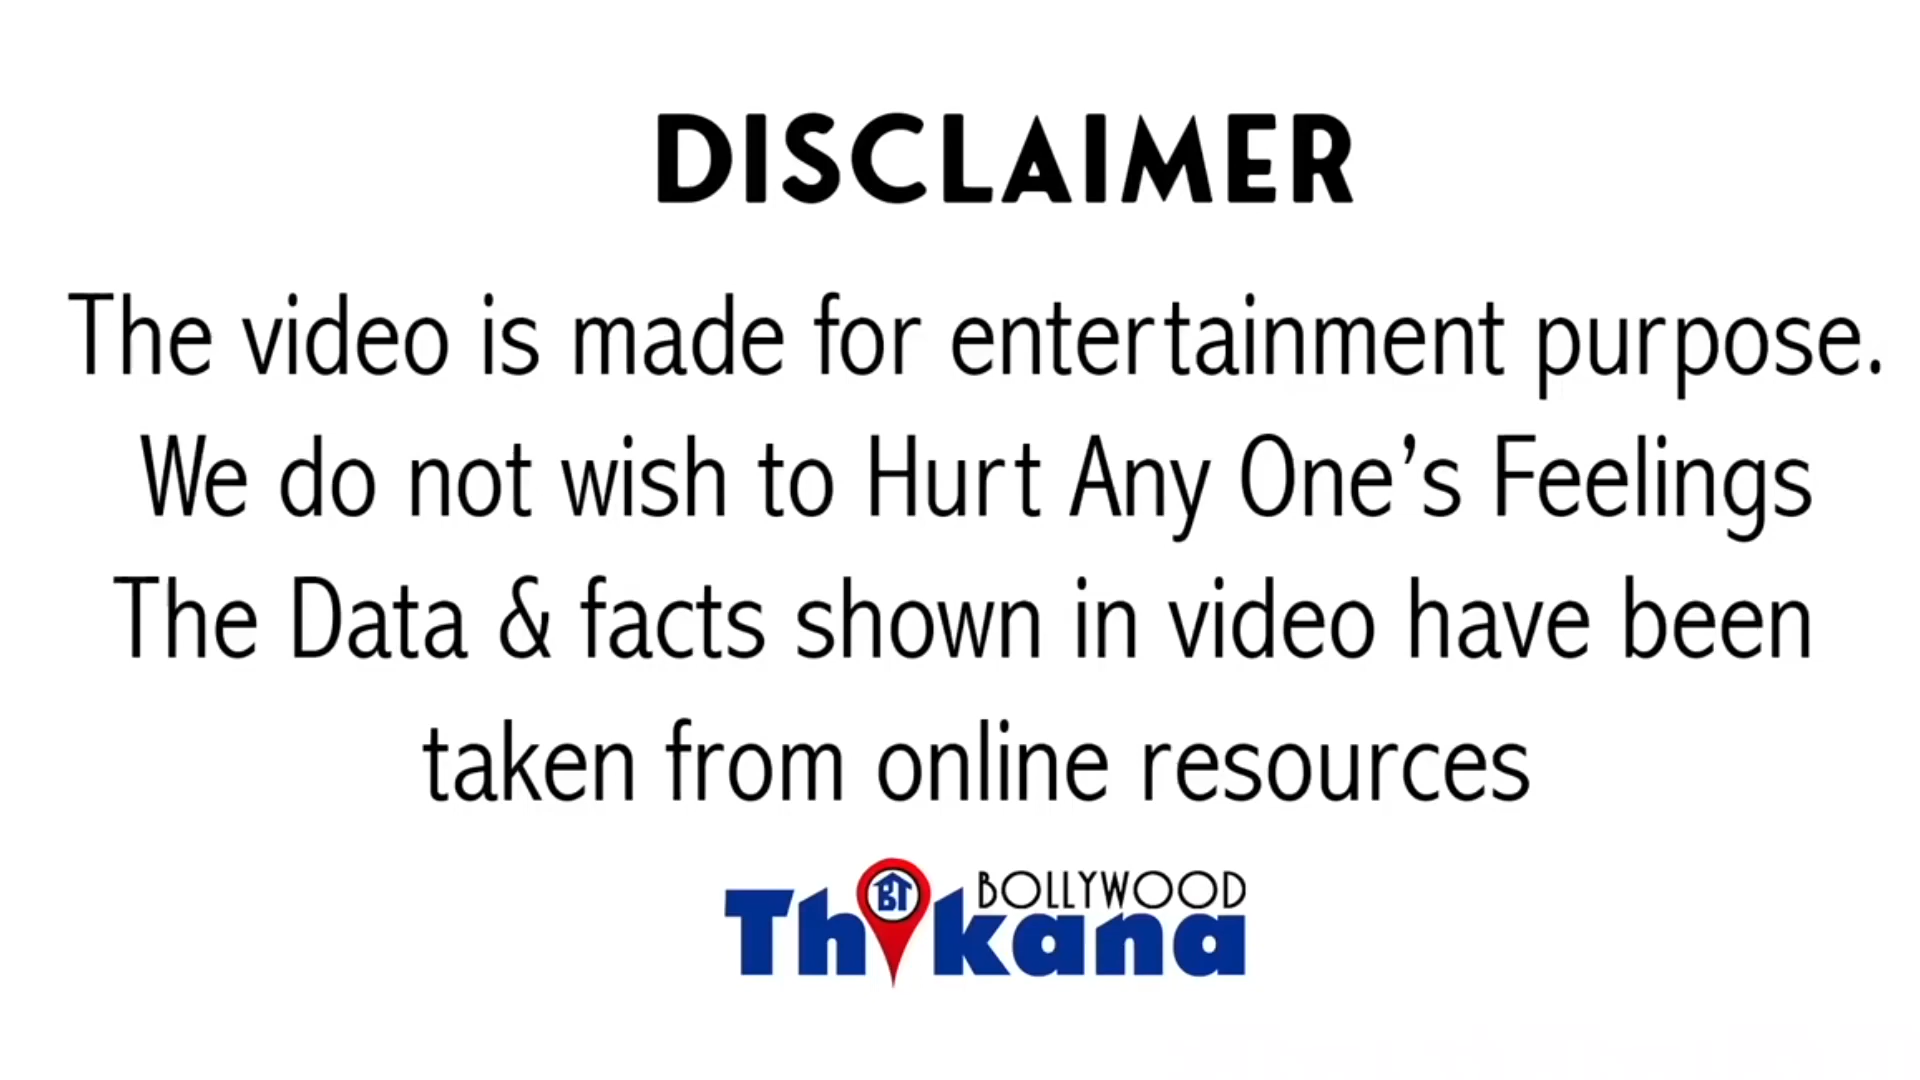 DISCLAIMER
The video is made for entertainment purpose.
We do not wish to Hurt Any One’s Feelings
The Data & facts shown in video have been
taken from online resources
BOLLYWOOD
BT
Thikana